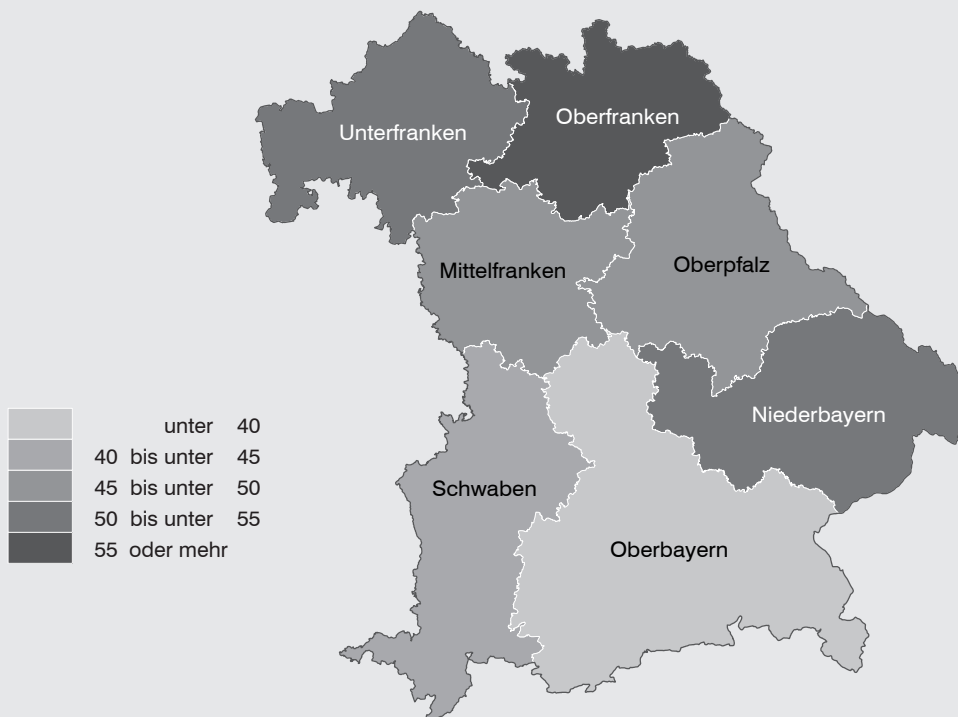 Oberfranken
Unterfranken
Oberpfalz
Mittelfranken
Niederbayern
Schwaben
Oberbayern
unter 40
40 bis unter 45
45 bis unter 50
50 bis unter 55
55 oder mehr